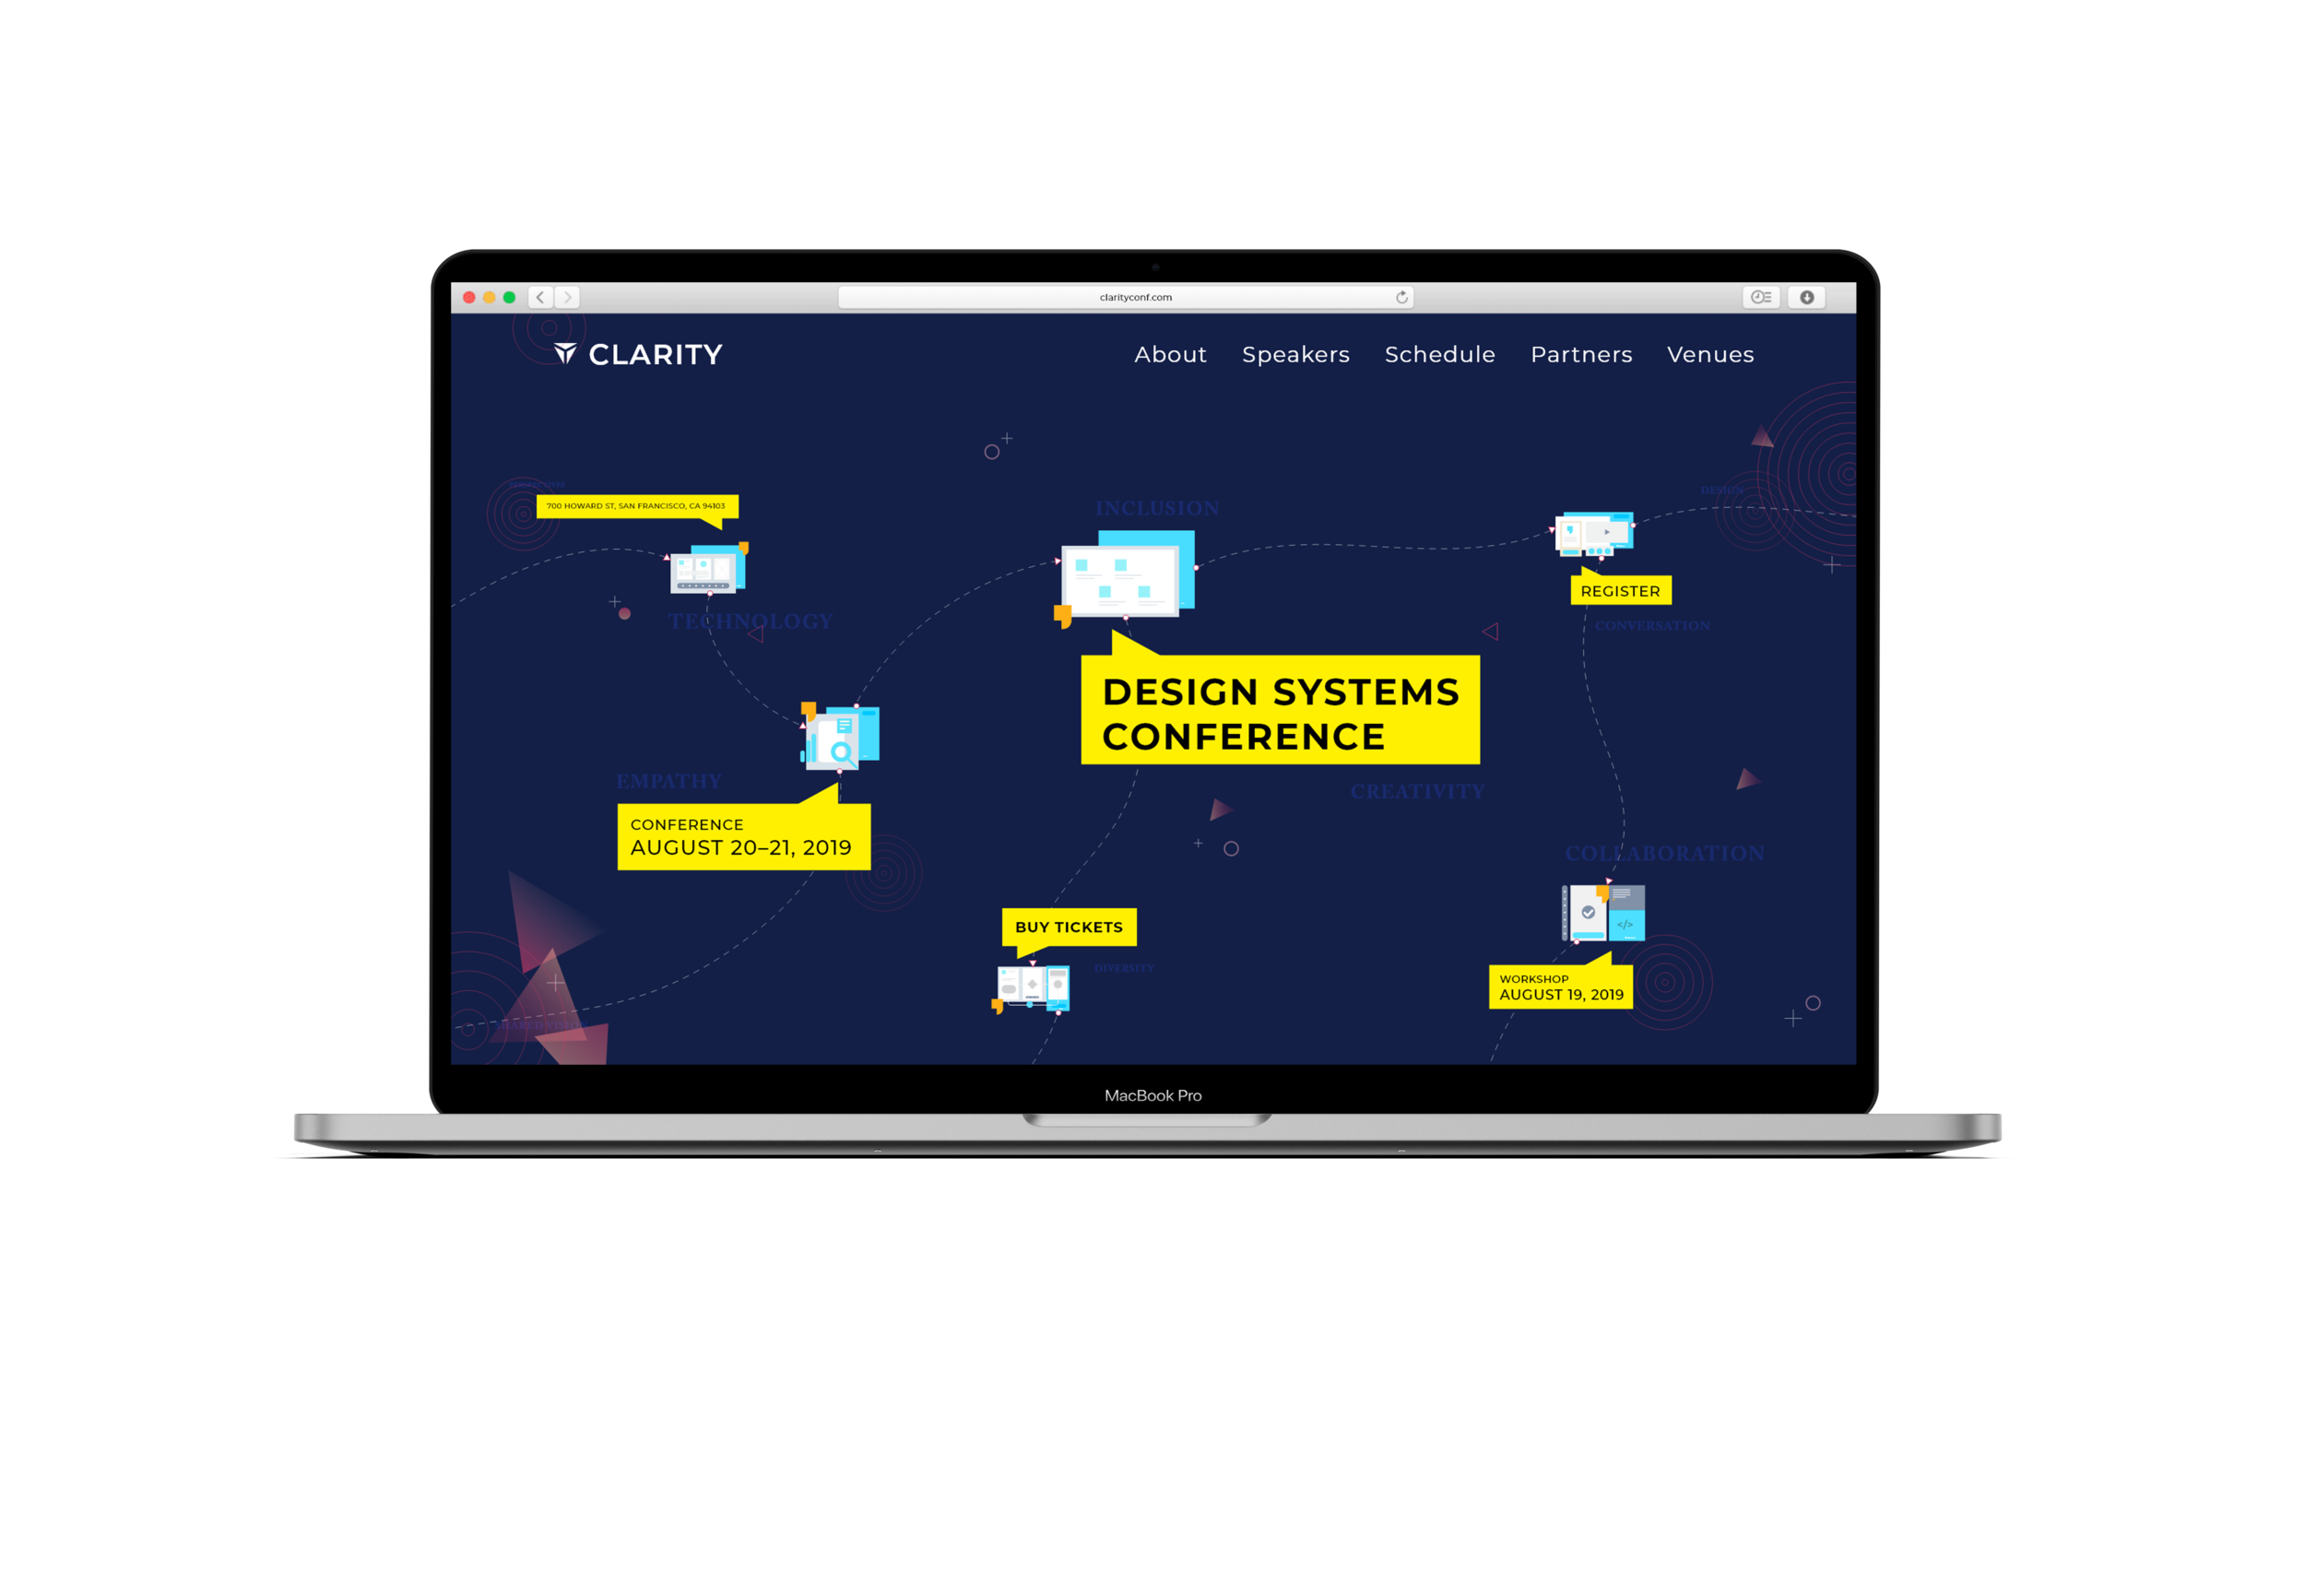 clarityconf.com
CLARITY
About Speakers Schedule Partners Venues
700 HOWARD ST, SAN FRANCISCO, CA 94103
INCLUSION
DESIGN
REGISTER
TECHNOLOGY
CONVERSATION
DESIGN SYSTEMS
CONFERENCE
EMPATHY
CREATIVITY
CONFERENCE
AUGUST 20–21, 2019
COLLABORATION
BUY TICKETS
</>
DIVERSITY
WORKSHOP
AUGUST 19, 2019
MacBook Pro